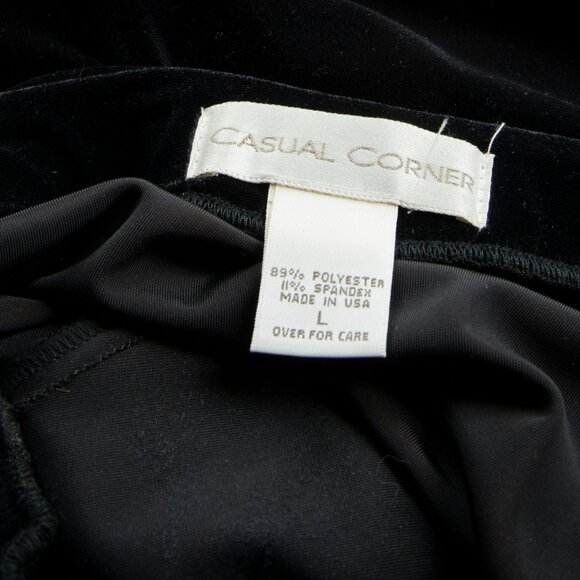 CASUAL CORNER
89% POLYESTER
11% SPANDEX
MADE IN USA
L
OVER FOR CARE